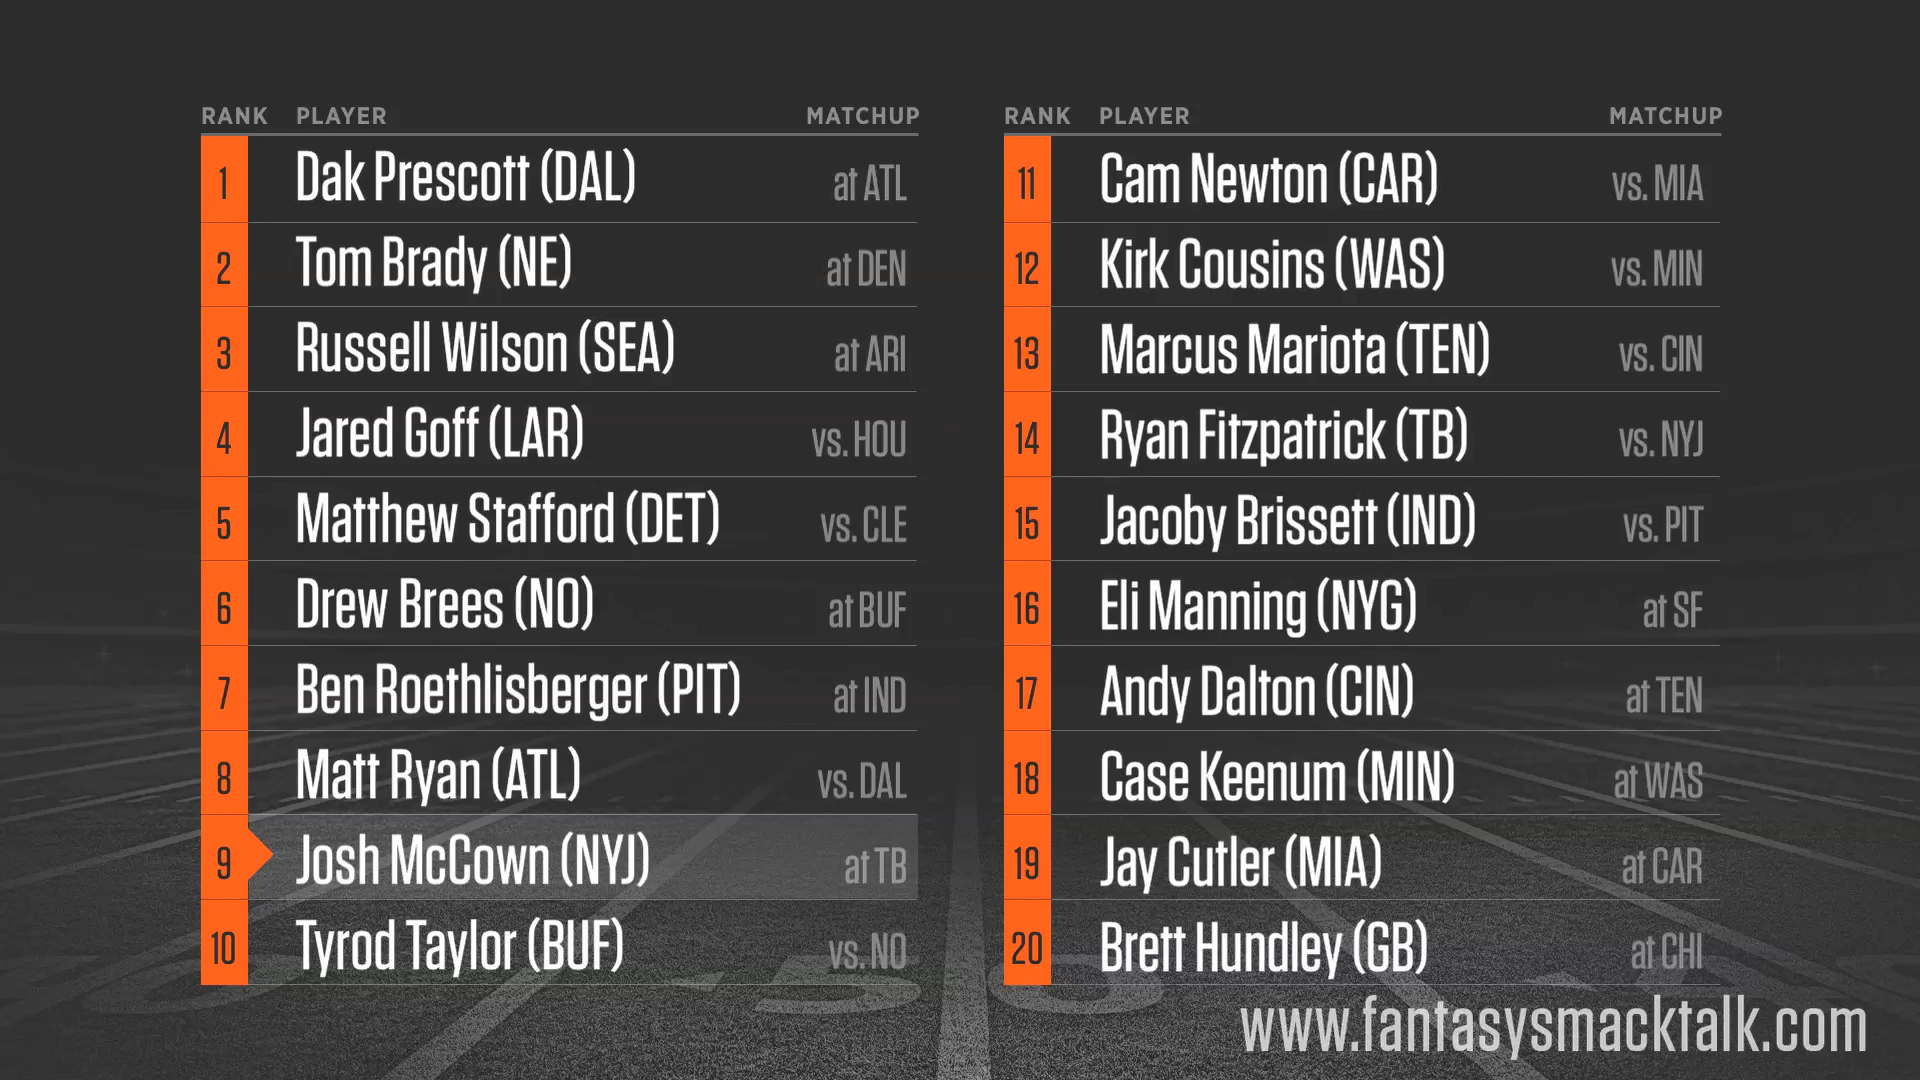 RANK PLAYER MATCHUP
1 Dak Prescott (DAL) at ATL
2 Tom Brady (NE) at DEN
3 Russell Wilson (SEA) at ARI
4 Jared Goff (LAR) vs. HOU
5 Matthew Stafford (DET) vs. CLE
6 Drew Brees (NO) at BUF
7 Ben Roethlisberger (PIT) at IND
8 Matt Ryan (ATL) vs. DAL
9 Josh McCown (NYJ) at TB
10 Tyrod Taylor (BUF) vs. NO
RANK PLAYER MATCHUP
11 Cam Newton (CAR) vs. MIA
12 Kirk Cousins (WAS) vs. MIN
13 Marcus Mariota (TEN) vs. CIN
14 Ryan Fitzpatrick (TB) vs. NYJ
15 Jacoby Brissett (IND) vs. PIT
16 Eli Manning (NYG) at SF
17 Andy Dalton (CIN) at TEN
18 Case Keenum (MIN) at WAS
19 Jay Cutler (MIA) at CAR
20 Brett Hundley (GB) at CHI
www.fantasysmacktalk.com